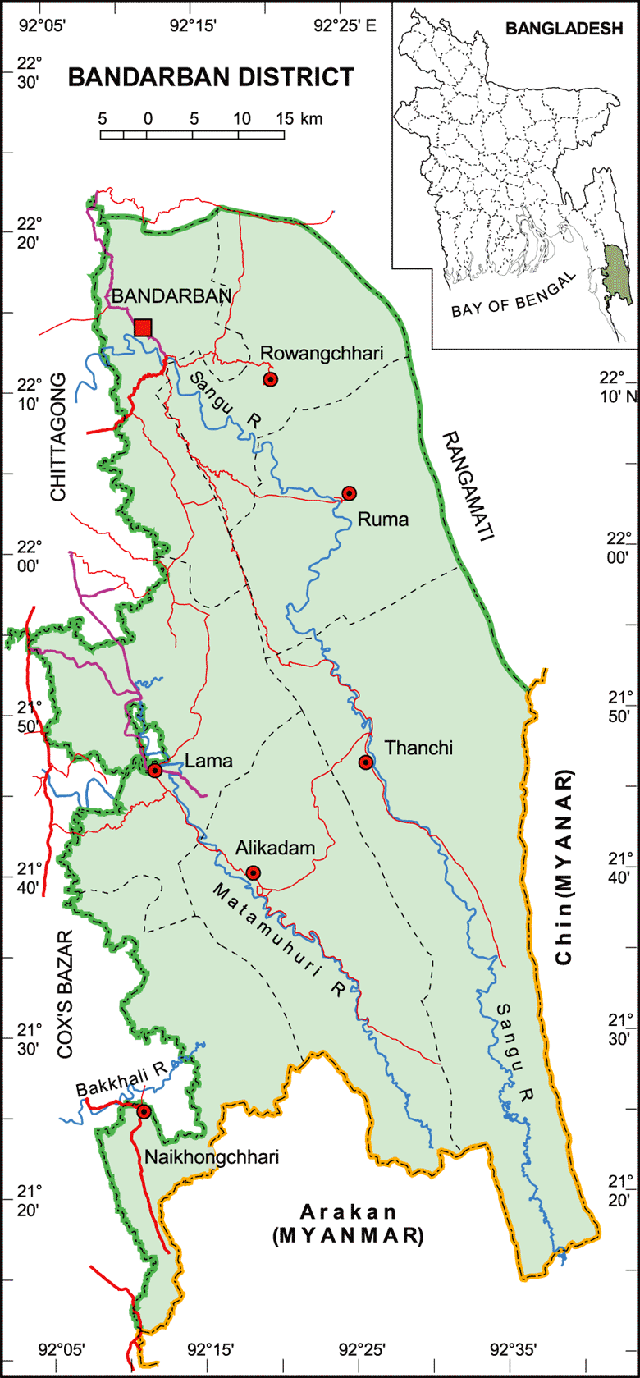 92°05'
92°15'
92°25' E
BANGLADESH
22°
30'
BANDARBAN DISTRICT
5 0 5 10 15 km
22°
20'
BAY OF BENGAL
BANDARBAN
Rowangchhari
22°
10'
22°
10' N
Sangu R
CHITTAGONG
RANGAMATI
Ruma
22°
00'
22°
00'
21°
50'
21°
50'
Thanchi
Lama
Chin (MYANAR)
Alikadam
21°
40'
21°
40'
Matamuhuri R
COX'S BAZAR
21°
30'
21°
30'
Sangu R
Bakkhali R
Naikhongchhari
21°
20'
21°
20'
Arakan
(MYANMAR)
92°05'
92°15'
92°25'
92°35'